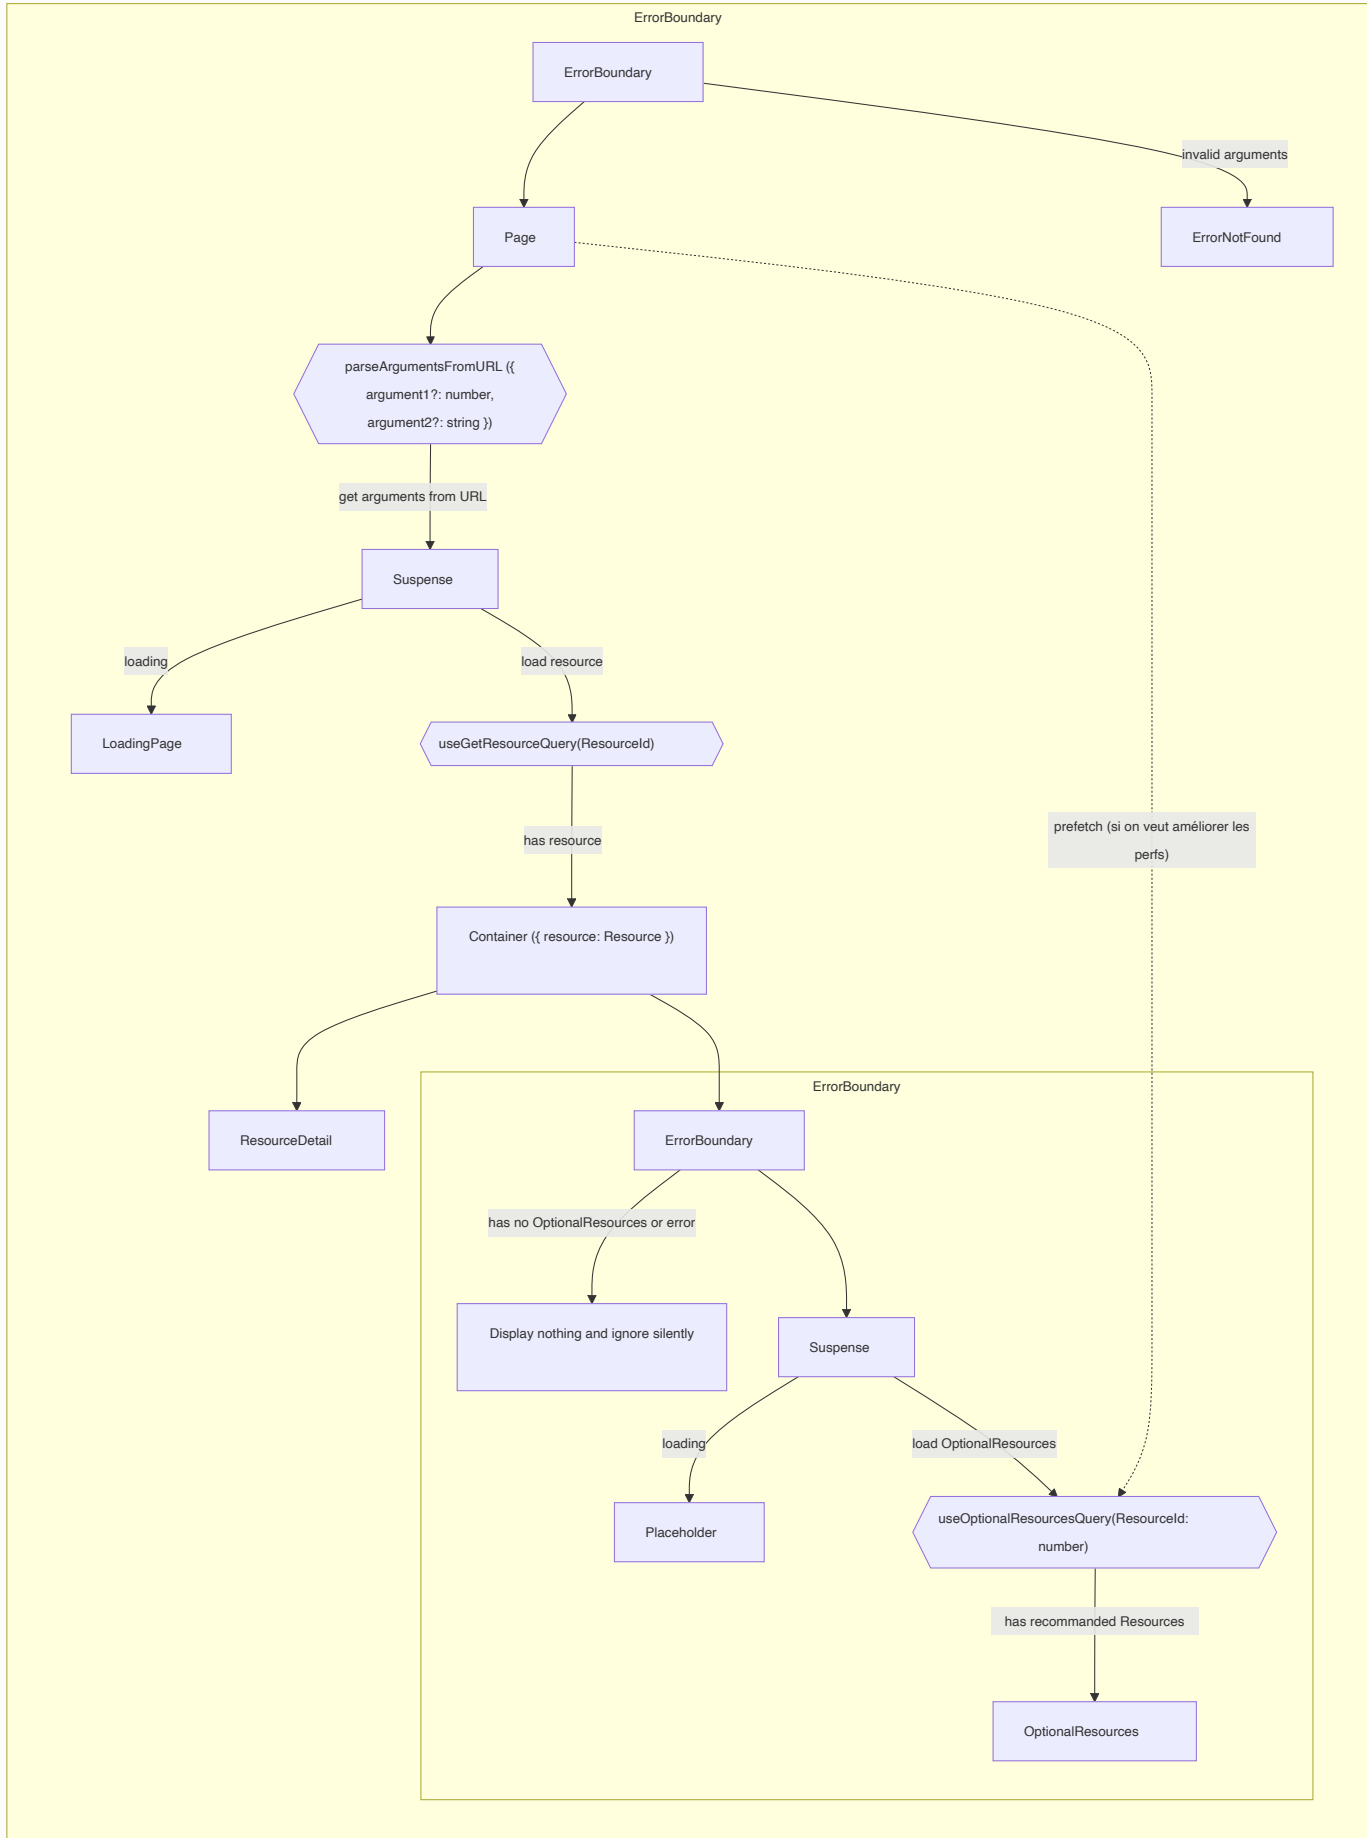 ErrorBoundary
ErrorBoundary
invalid arguments
Page
ErrorNotFound
parseArgumentsFromURL ({
argument1?: number,
argument2?: string })
get arguments from URL
Suspense
loading
load resource
LoadingPage
useGetResourceQuery(ResourceId)
prefetch (si on veut améliorer les
perfs)
has resource
Container ({ resource: Resource })
ErrorBoundary
ResourceDetail
ErrorBoundary
has no OptionalResources or error
Display nothing and ignore silently
Suspense
loading
load OptionalResources
Placeholder
useOptionalResourcesQuery(ResourceId:
number)
has recommanded Resources
OptionalResources